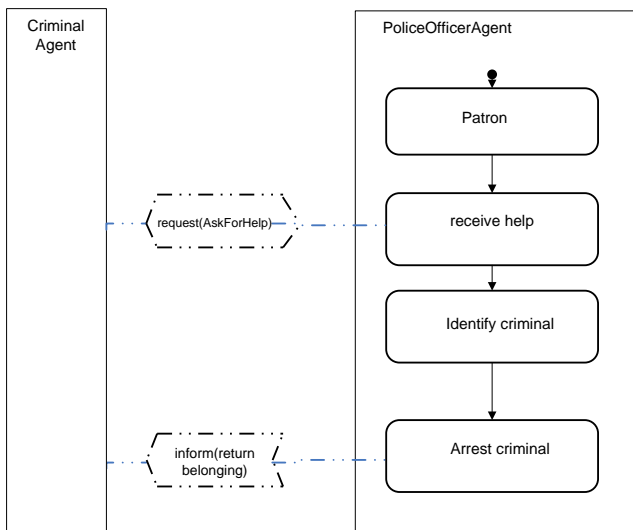 Criminal
Agent
PoliceOfficerAgent
Patron
request(AskForHelp)
receive help
Identify criminal
inform(return
belonging)
Arrest criminal